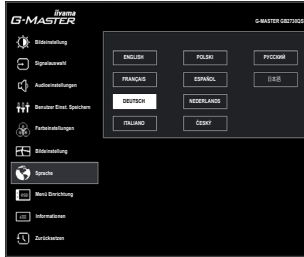 iiyama
G-MASTER
G-MASTER GB2730QS
Bildeinstellung
Signalauswahl
Audioeinstellungen
Benutzer Einst. Speichern
Farbeinstellungen
Bildeinstellung
Sprache
Menü Einrichtung
Informationen
Zurücksetzen
ENGLISH
POLSKI
РУССКИЙ
FRANÇAIS
ESPAÑOL
日本語
DEUTSCH
NEDERLANDS
ITALIANO
ČESKÝ